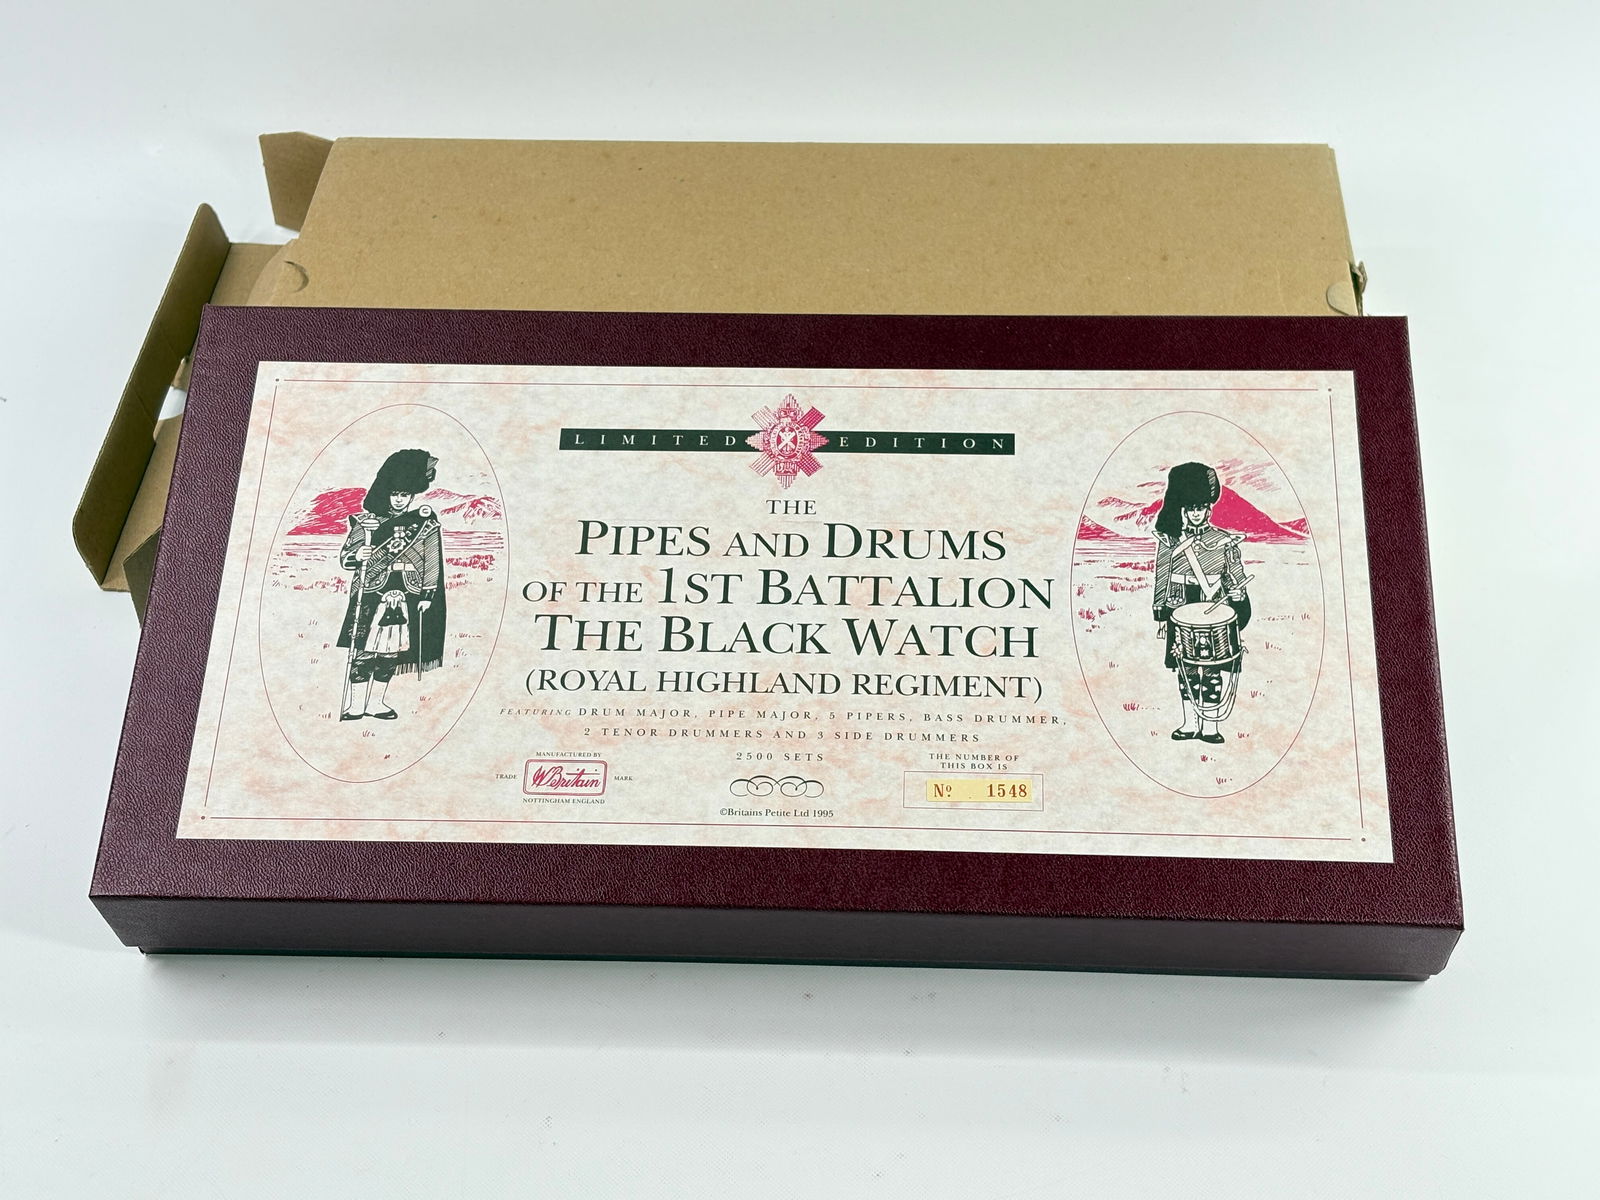 LIMITED EDITION
THE
PIPES AND DRUMS
OF THE 1ST BATTALION
THE BLACK WATCH
(ROYAL HIGHLAND REGIMENT)
FEATURING DRUM MAJOR, PIPE MAJOR, 5 PIPERS, BASS DRUMMER,
2 TENOR DRUMMERS AND 3 SIDE DRUMMERS
MANUFACTURED BY
TRADE W Britain MARK
NOTTINGHAM ENGLAND
2500 SETS
©Britains Petite Ltd 1995
THE NUMBER OF
THIS BOX IS
Nº 1548